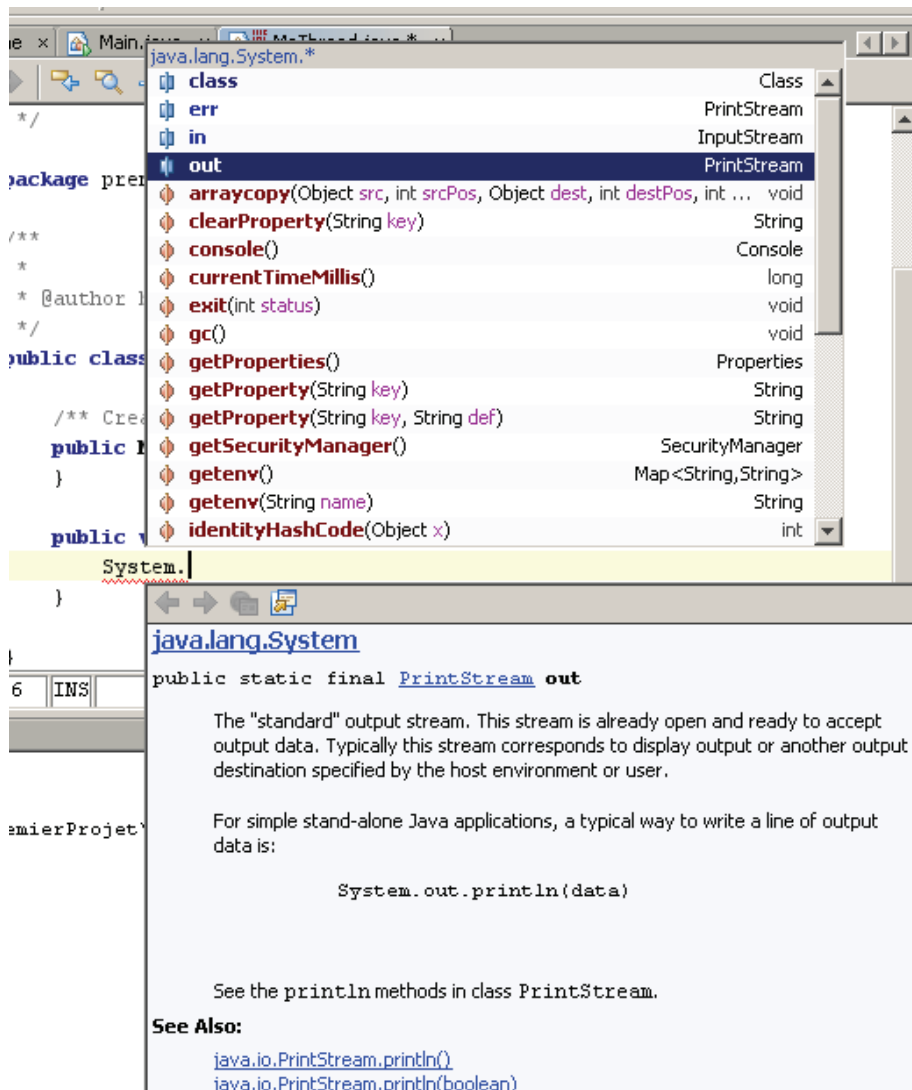 Main.java
java.lang.System.*
class Class
err PrintStream
in InputStream
out PrintStream
arraycopy(Object src, int srcPos, Object dest, int destPos, int ... void
clearProperty(String key) String
console() Console
currentTimeMillis() long
exit(int status) void
gc() void
getProperties() Properties
getProperty(String key) String
getProperty(String key, String def) String
getSecurityManager() SecurityManager
getenv() Map<String,String>
getenv(String name) String
identityHashCode(Object x) int
*/
package
/**
*
* @author
*/
public class
/**
public
}
public
System.
}
}
6 INS
java.lang.System
public static final PrintStream out
The "standard" output stream. This stream is already open and ready to accept
output data. Typically this stream corresponds to display output or another output
destination specified by the host environment or user.
emierProjet
For simple stand-alone Java applications, a typical way to write a line of output
data is:
System.out.println(data)
See the println methods in class PrintStream.
See Also:
java.io.PrintStream.println()
java.io.PrintStream.println(boolean)